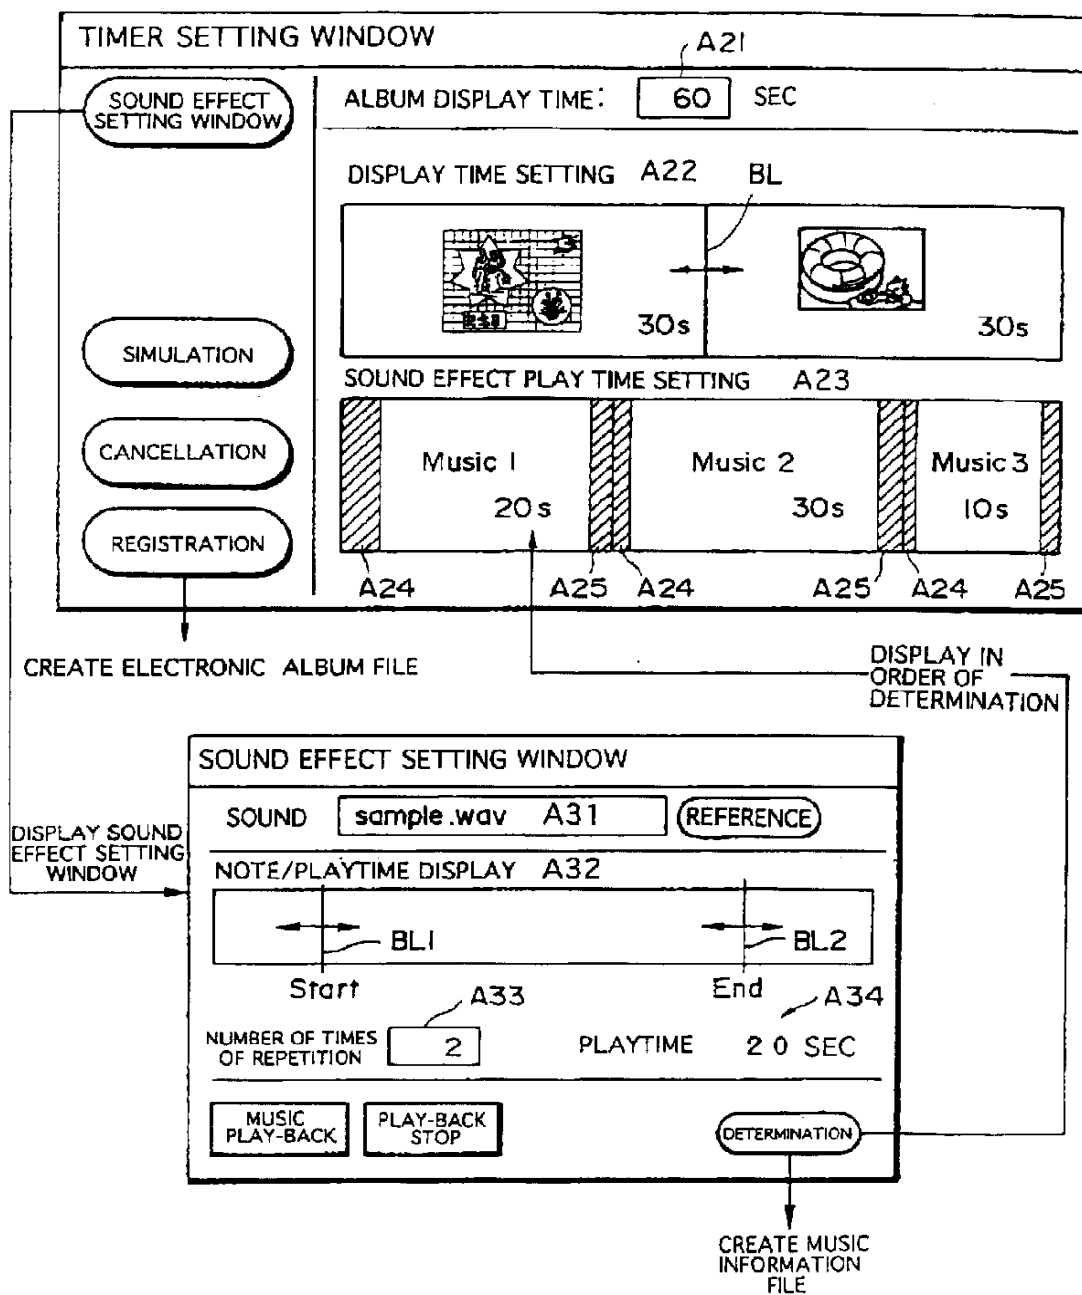 TIMER SETTING WINDOW
A21
SOUND EFFECT
SETTING WINDOW
ALBUM DISPLAY TIME:
60
SEC
DISPLAY TIME SETTING
A22
BL
30s
30s
SIMULATION
SOUND EFFECT PLAY TIME SETTING
A23
CANCELLATION
Music 1
Music 2
Music 3
20s
30s
10s
REGISTRATION
A24
A25
A24
A25
A24
A25
CREATE ELECTRONIC ALBUM FILE
DISPLAY IN
ORDER OF
DETERMINATION
SOUND EFFECT SETTING WINDOW
SOUND
sample.wav
A31
REFERENCE
DISPLAY SOUND
EFFECT SETTING
WINDOW
NOTE/PLAYTIME DISPLAY
A32
BL1
BL2
Start
End
A33
A34
NUMBER OF TIMES
OF REPETITION
2
PLAYTIME
20 SEC
MUSIC
PLAY-BACK
PLAY-BACK
STOP
DETERMINATION
CREATE MUSIC
INFORMATION
FILE